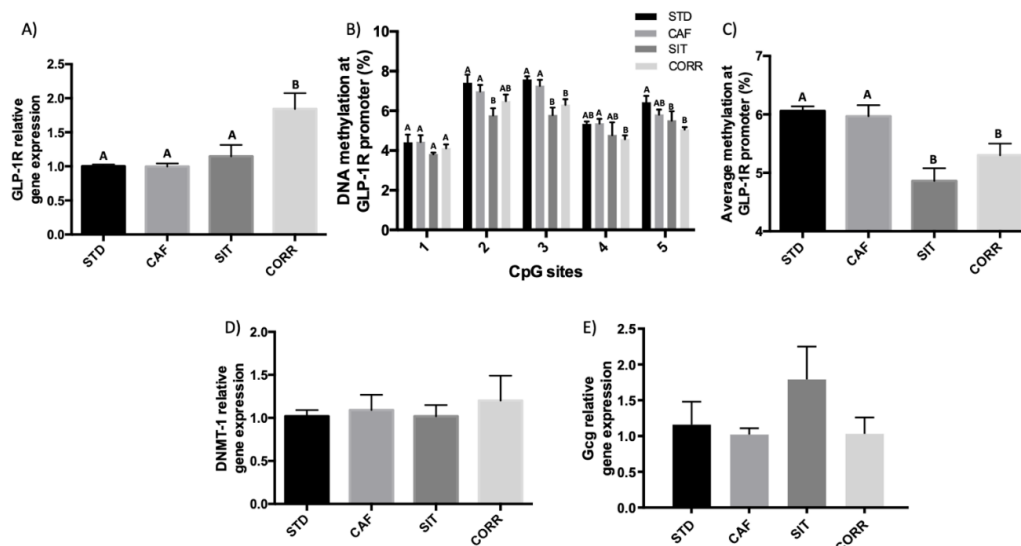 A)
GLP-1R relative
gene expression
2.5
2.0
1.5
1.0
0.5
0.0
A
A
A
B
STD
CAF
SIT
CORR
B)
DNA methylation at
GLP-1R promoter (%)
10
8
6
4
2
0
STD
CAF
SIT
CORR
A A A A
A A B AB
A A B B
AB A AB B
A AB B B
1 2 3 4 5
CpG sites
C)
Average methylation at
GLP-1R promoter (%)
7
6
5
4
A
A
B
B
STD
CAF
SIT
CORR
D)
DNMT-1 relative
gene expression
2.0
1.5
1.0
0.5
0.0
STD
CAF
SIT
CORR
E)
Gcg relative
gene expression
2.5
2.0
1.5
1.0
0.5
0.0
STD
CAF
SIT
CORR